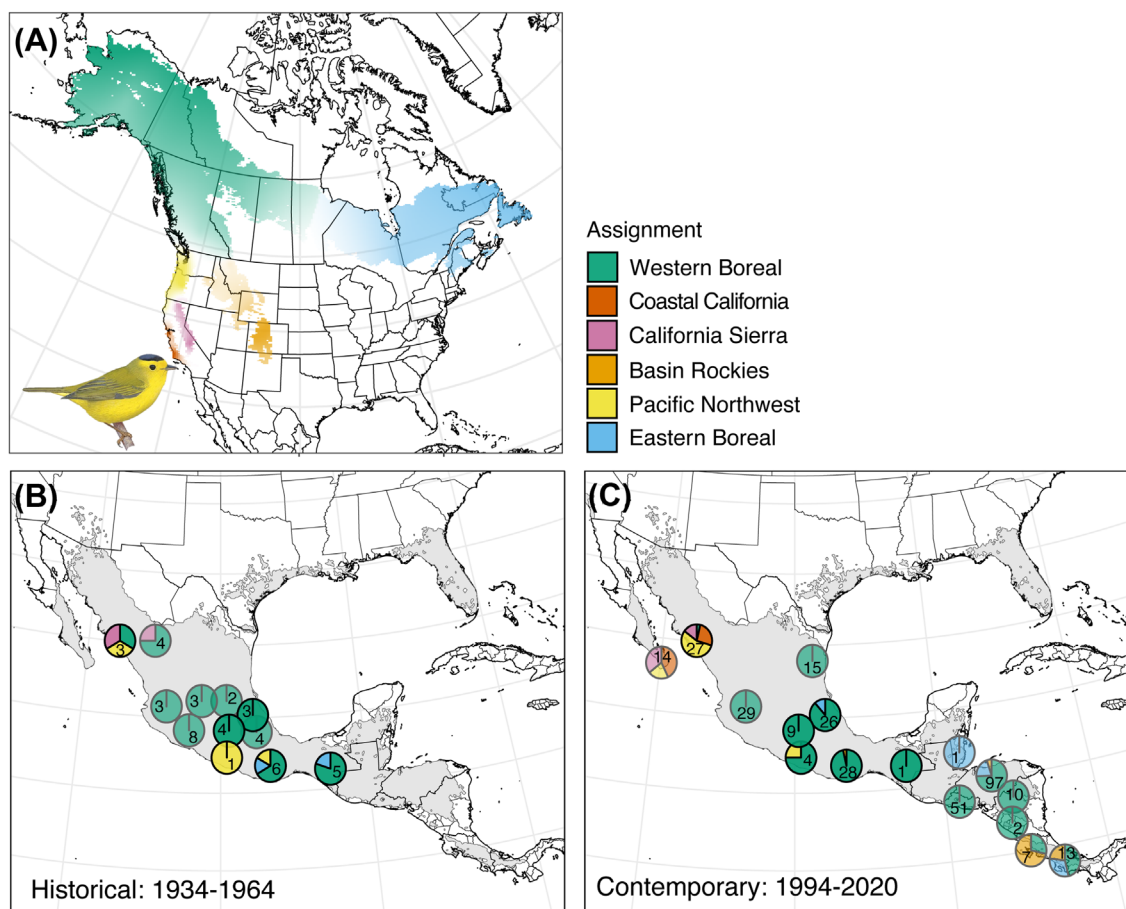 (A)
Assignment
Western Boreal
Coastal California
California Sierra
Basin Rockies
Pacific Northwest
Eastern Boreal
(B)
3
4
3
3
2
3
8
4
4
1
6
5
Historical: 1934-1964
(C)
14
27
15
29
26
9
4
28
1
1
97
51
10
2
7
13
Contemporary: 1994-2020